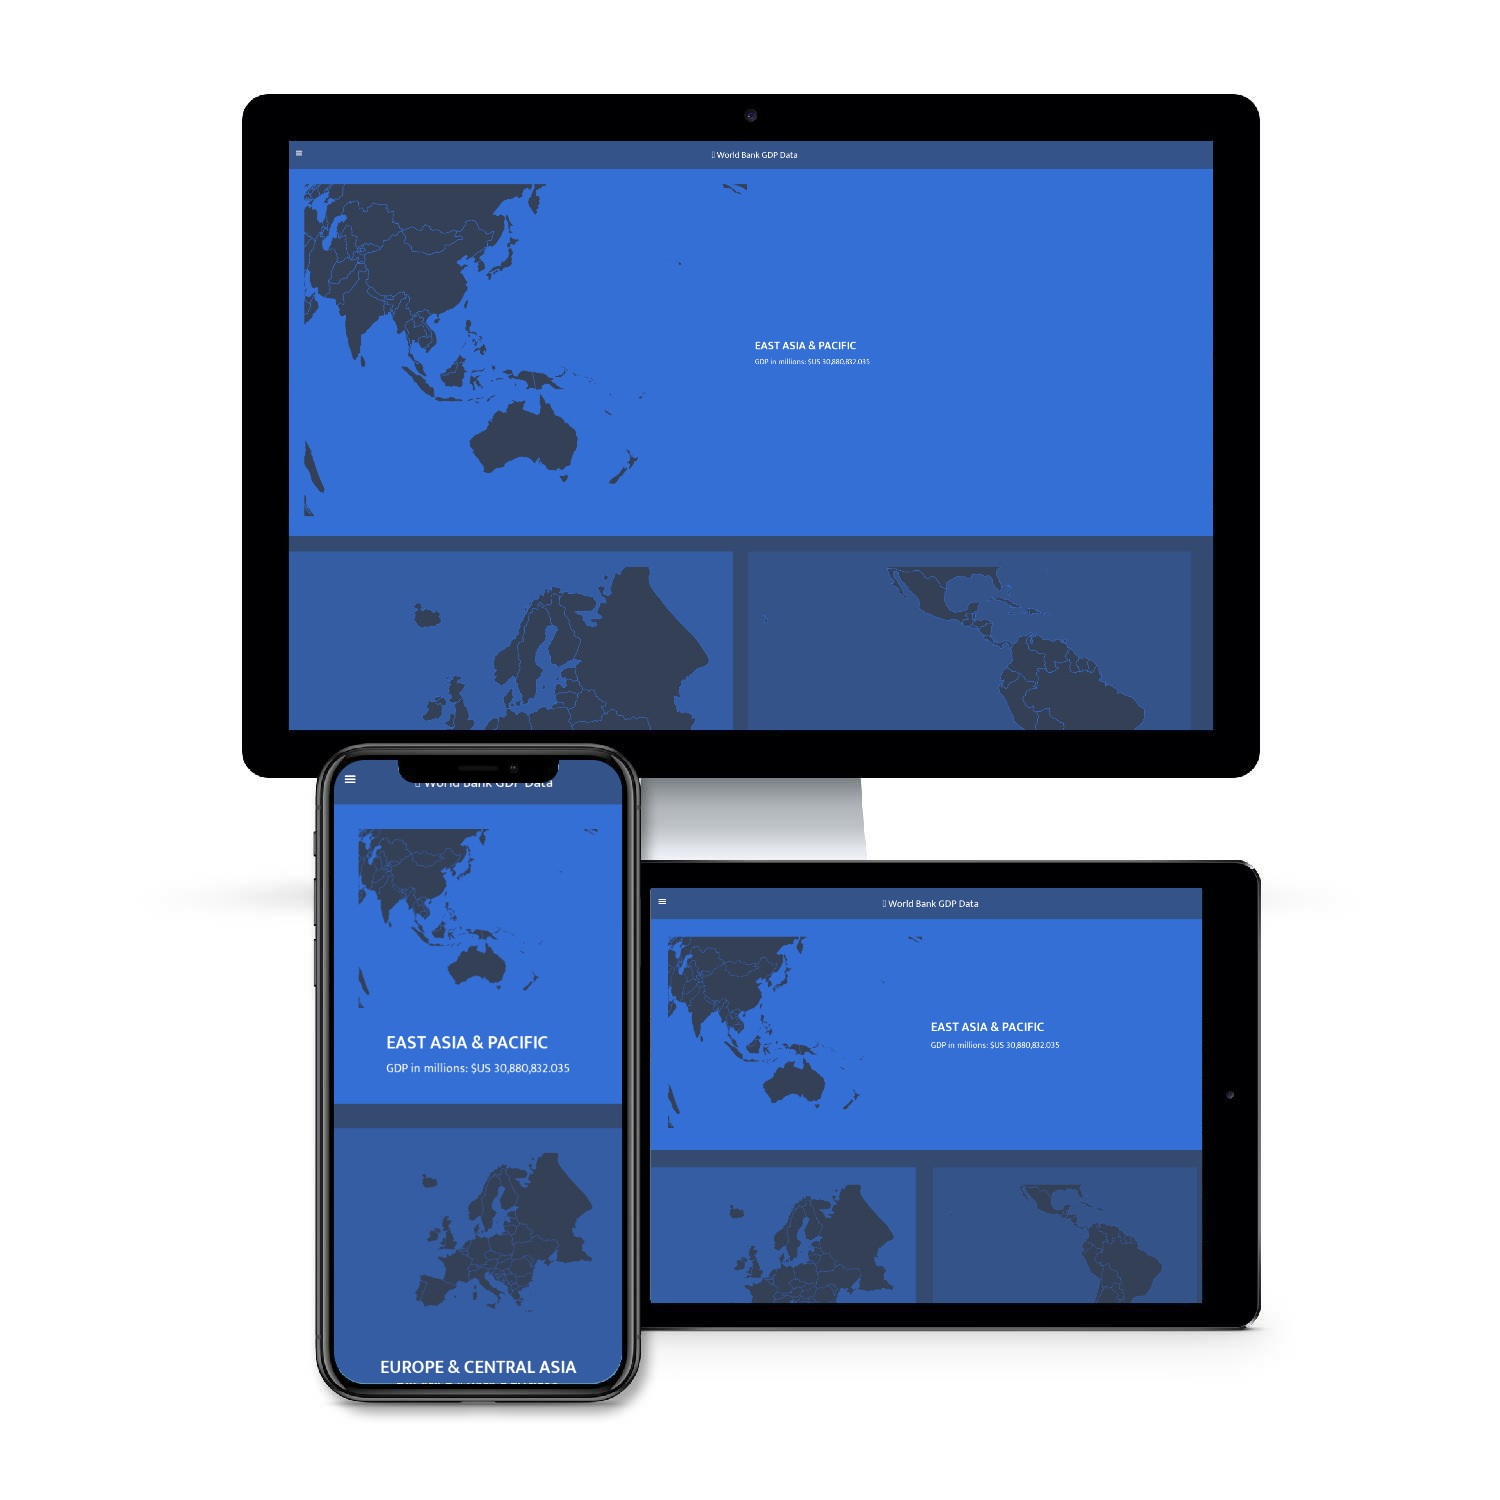 World Bank GDP Data
EAST ASIA & PACIFIC
GDP in millions: $US 30,880,832.035
World Bank GDP Data
EAST ASIA & PACIFIC
GDP in millions: $US 30,880,832.035
EUROPE & CENTRAL ASIA
World Bank GDP Data
EAST ASIA & PACIFIC
GDP in millions: $US 30,880,832.035